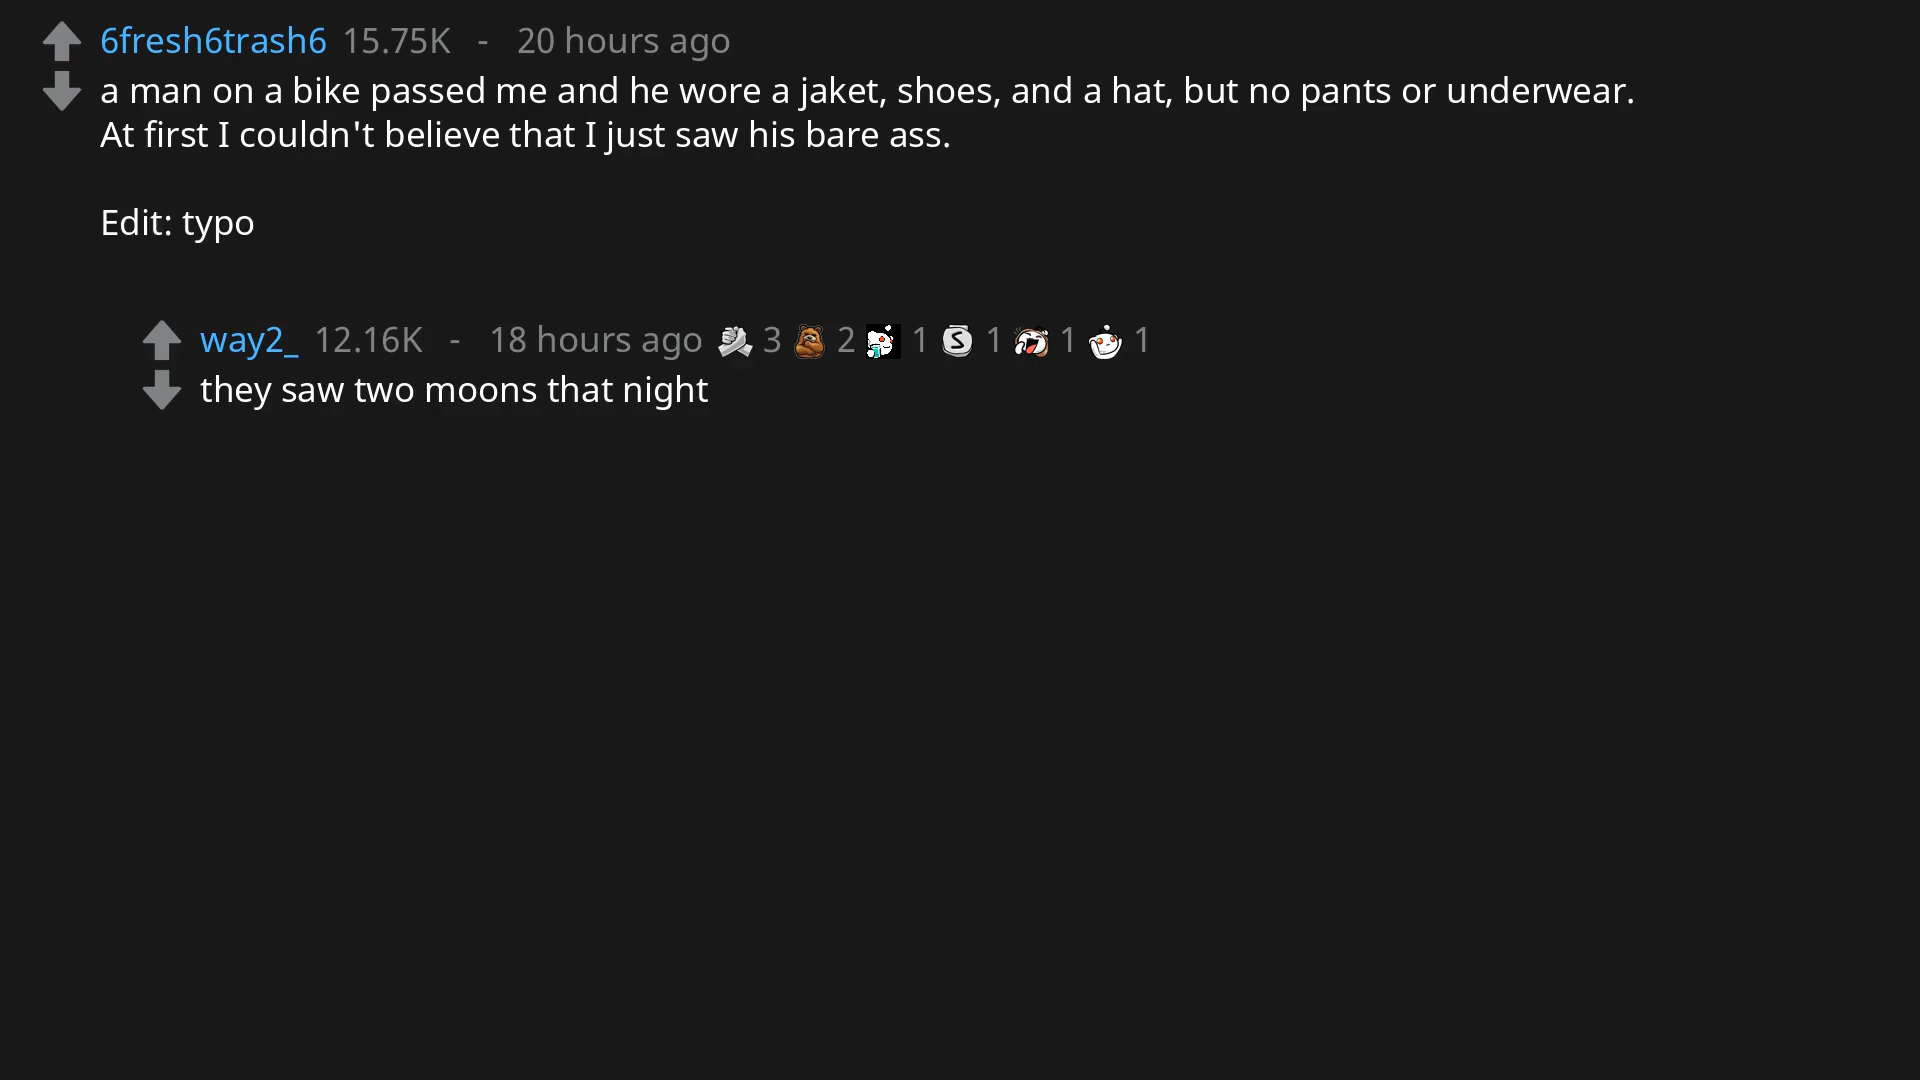 6fresh6trash6 15.75K - 20 hours ago
a man on a bike passed me and he wore a jaket, shoes, and a hat, but no pants or underwear.
At first I couldn't believe that I just saw his bare ass.
Edit: typo
way2_ 12.16K - 18 hours ago 3 2 1 S 1 1 1
they saw two moons that night